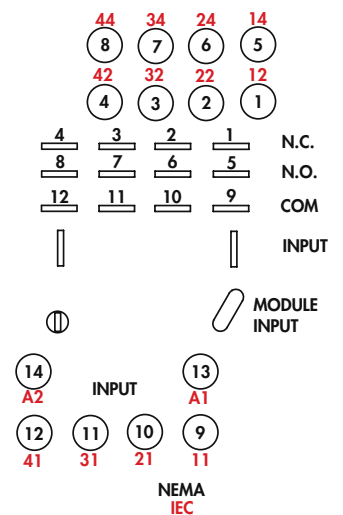 44 34 24 14
8 7 6 5
42 32 22 12
4 3 2 1
4 3 2 1 N.C.
8 7 6 5 N.O.
12 11 10 9 COM
INPUT
MODULE
INPUT
14 INPUT 13
A2 A1
12 11 10 9
41 31 21 11
NEMA
IEC